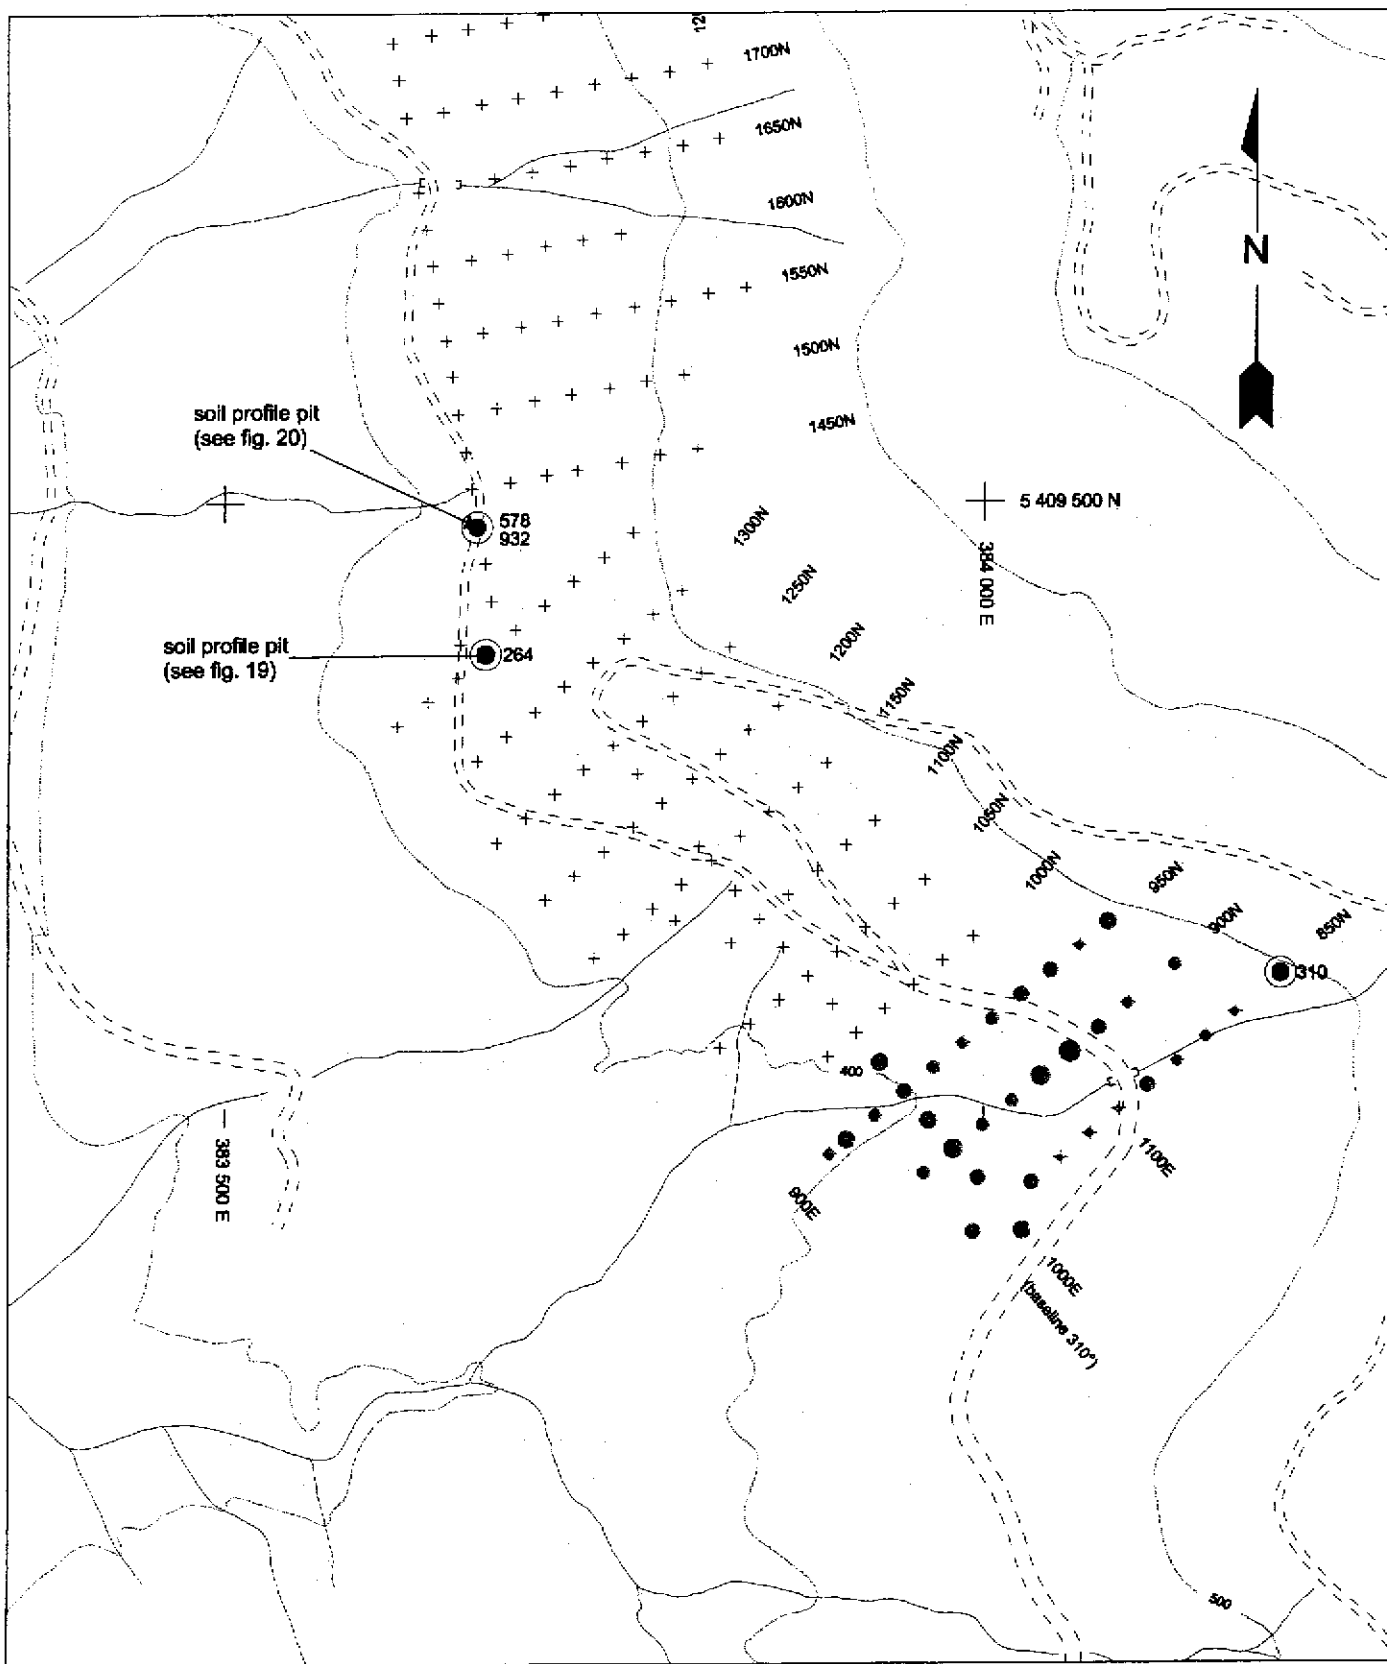 1700N
1650N
1600N
1550N
1500N
1450N
N
soil profile pit
(see fig. 20)
578
932
5 409 500 N
384 000 E
1300N
1250N
1200N
1150N
1100N
1050N
1000N
950N
900N
850N
soil profile pit
(see fig. 19)
264
310
400
383 500 E
900E
1100E
1000E
(baseline 310°)
500